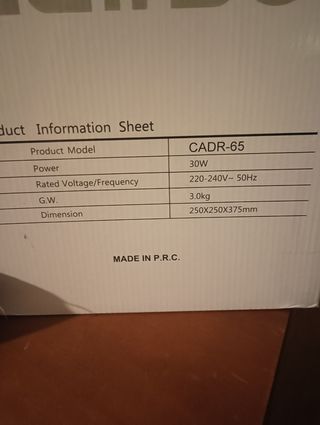 duct Information Sheet
Product Model CADR-65
Power 30W
Rated Voltage/Frequency 220-240V~ 50Hz
G.W. 3.0kg
Dimension 250X250X375mm
MADE IN P.R.C.